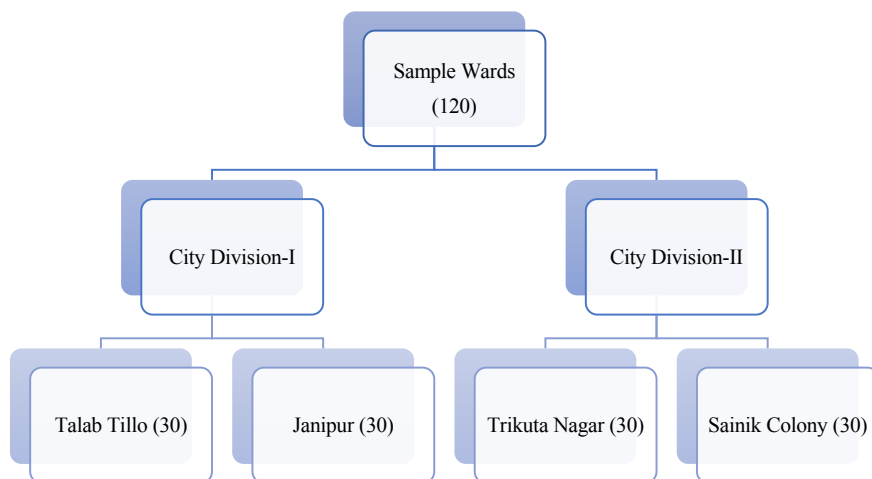 Sample Wards
(120)
City Division-I
City Division-II
Talab Tillo (30)
Janipur (30)
Trikuta Nagar (30)
Sainik Colony (30)